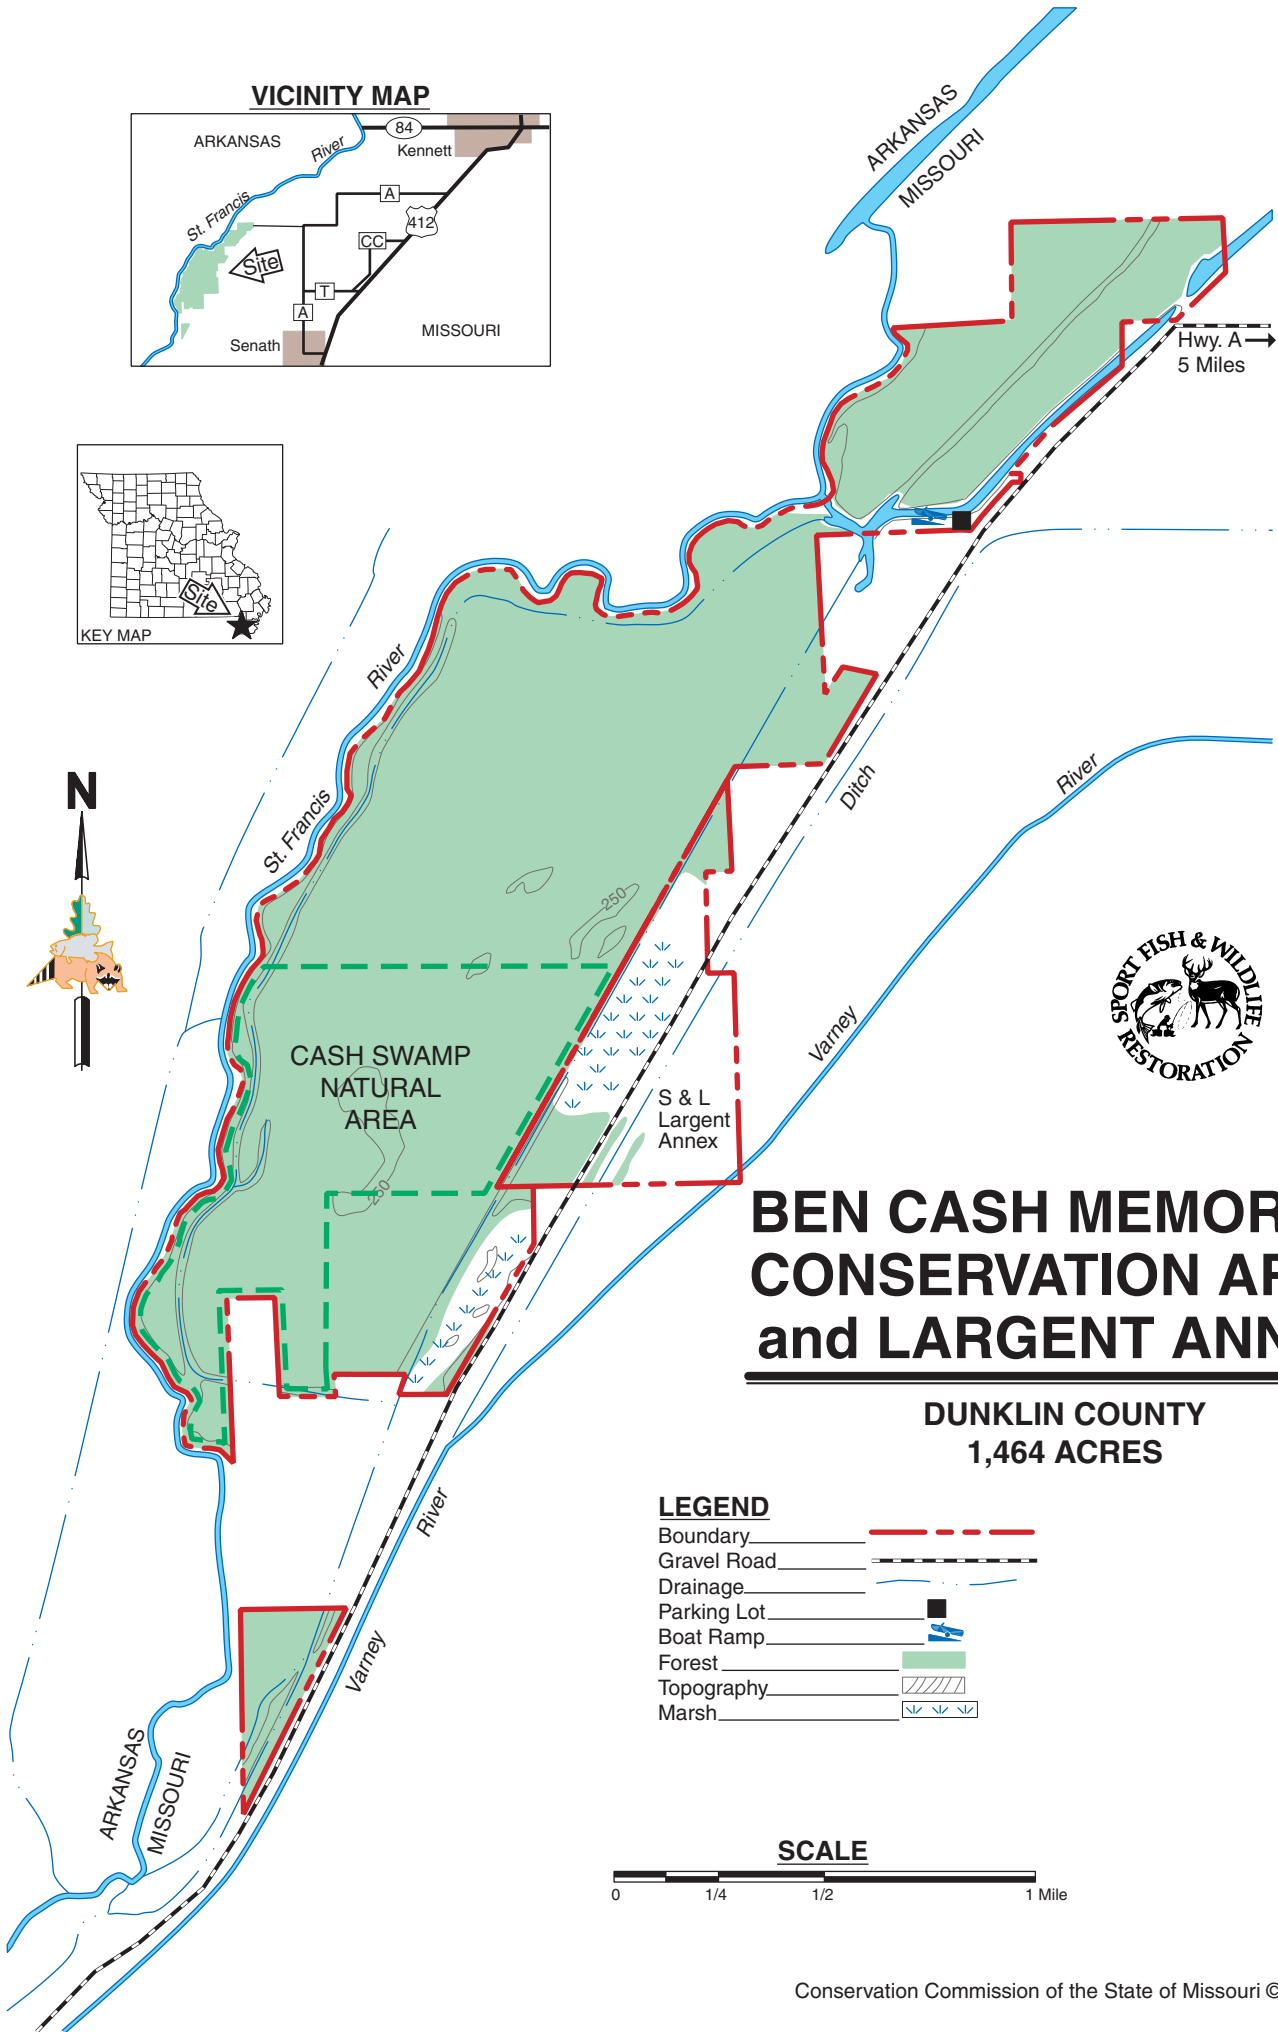 VICINITY MAP
ARKANSAS
River
84
Kennett
St. Francis
A
412
CC
Site
T
A
MISSOURI
Senath
ARKANSAS
MISSOURI
Hwy. A
5 Miles
Site
KEY MAP
River
St. Francis
N
Ditch
River
Varney
250
CASH SWAMP
NATURAL
AREA
250
S & L
Largent
Annex
SPORT FISH & WILDLIFE
RESTORATION
BEN CASH MEMOR
CONSERVATION AR
and LARGENT ANN
DUNKLIN COUNTY
1,464 ACRES
River
Varney
LEGEND
Boundary
Gravel Road
Drainage
Parking Lot
Boat Ramp
Forest
Topography
Marsh
ARKANSAS
MISSOURI
SCALE
0 1/4 1/2 1 Mile
Conservation Commission of the State of Missouri ©